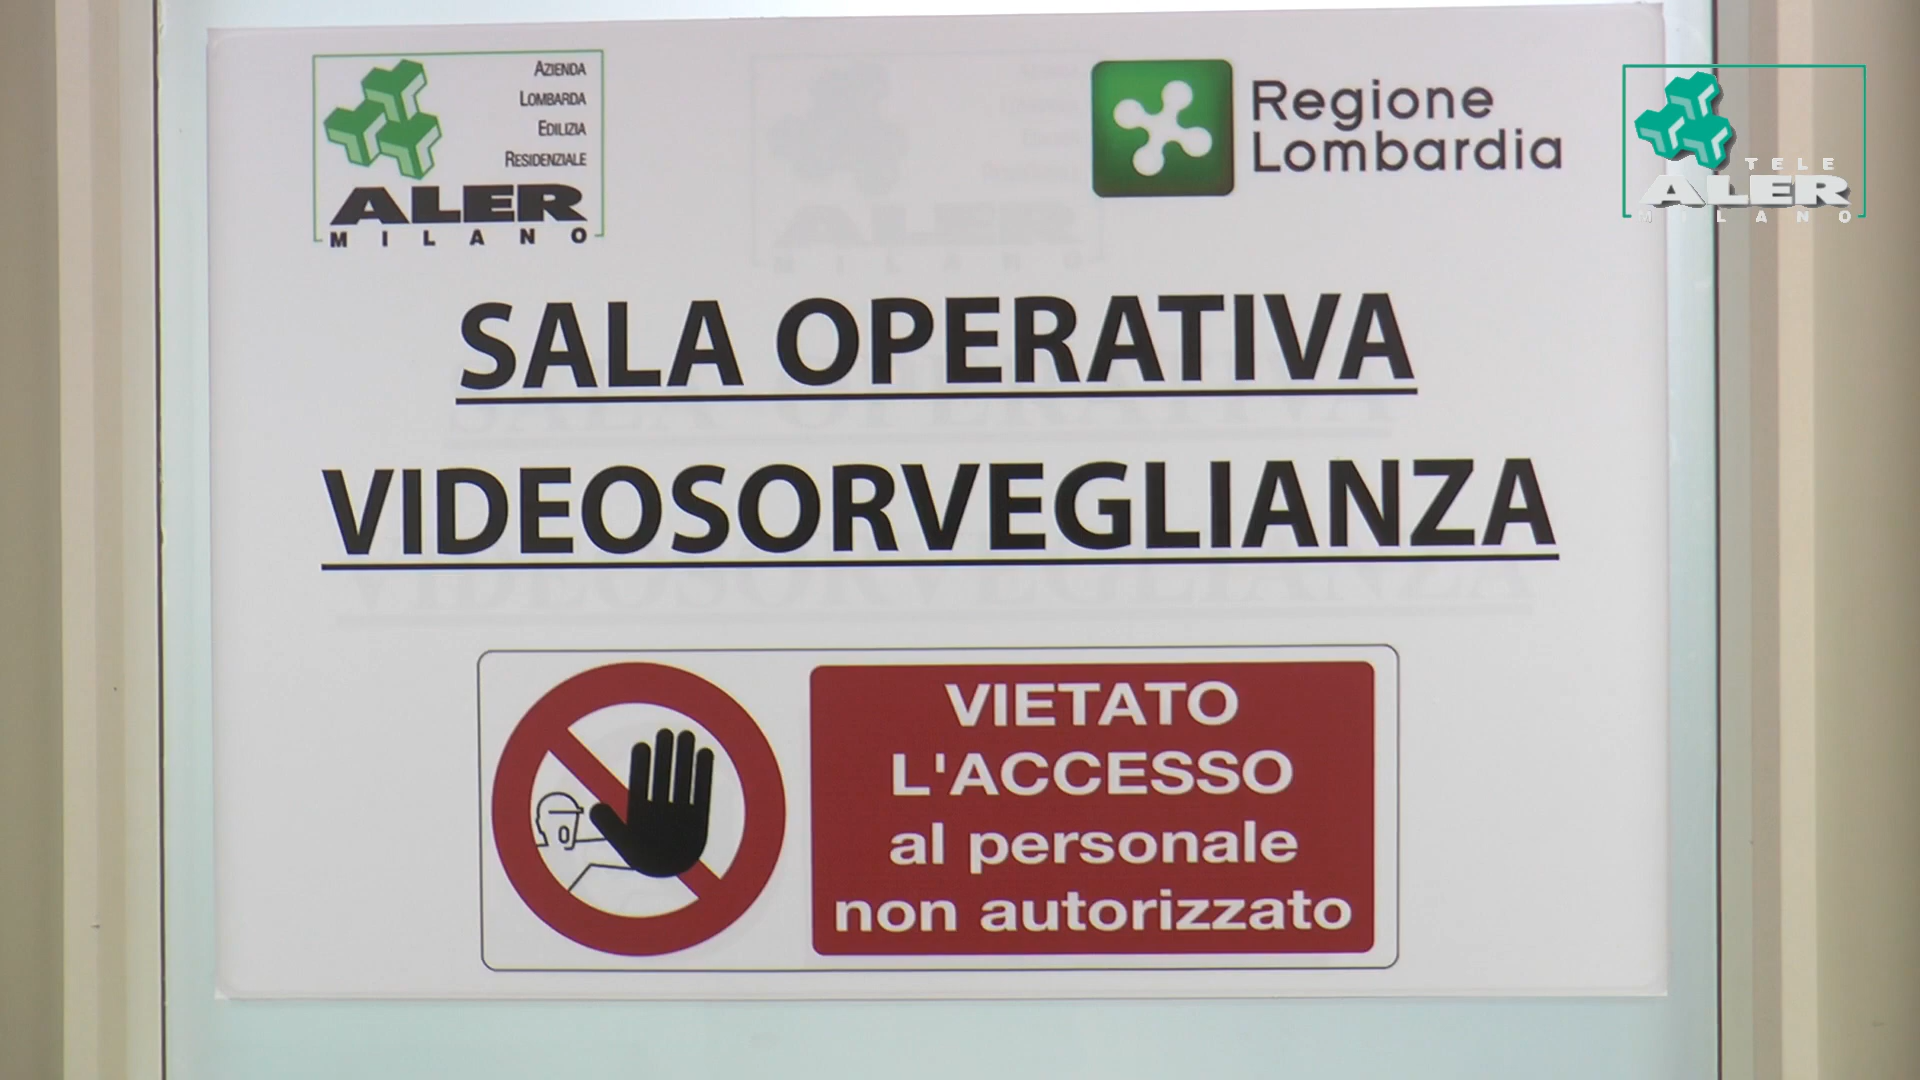 AZIENDA
LOMBARDA
EDILIZIA
RESIDENZIALE
ALER
MILANO
Regione
Lombardia
TELE
ALER
MILANO
SALA OPERATIVA
VIDEOSORVEGLIANZA
VIETATO
L'ACCESSO
al personale
non autorizzato